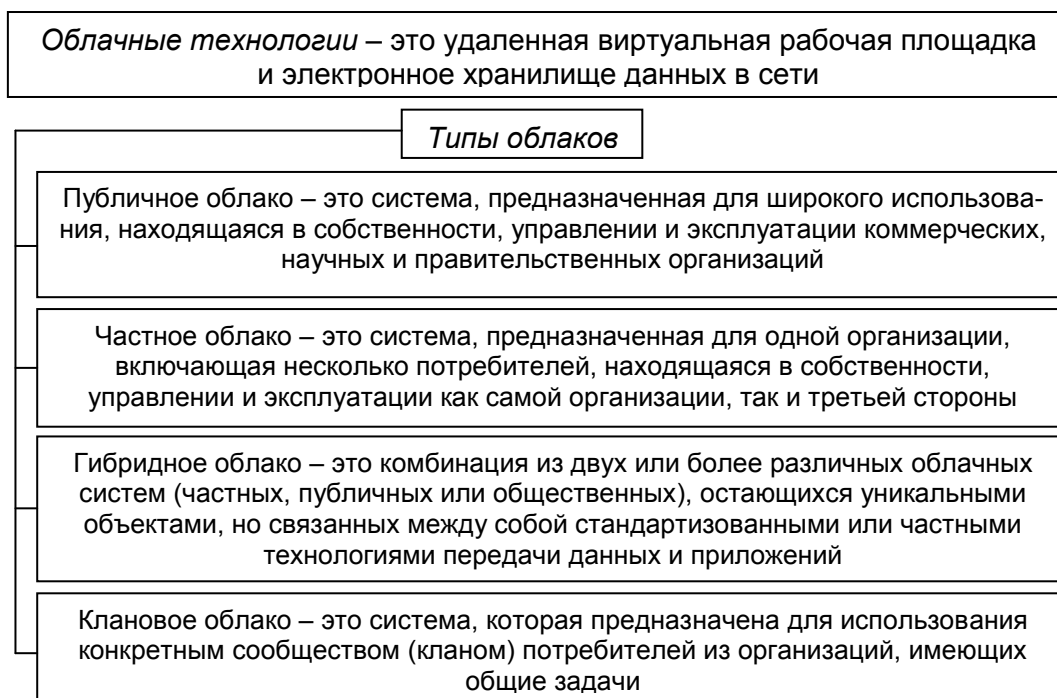 Облачные технологии – это удаленная виртуальная рабочая площадка
и электронное хранилище данных в сети
Типы облаков
Публичное облако – это система, предназначенная для широкого использова-
ния, находящаяся в собственности, управлении и эксплуатации коммерческих,
научных и правительственных организаций
Частное облако – это система, предназначенная для одной организации,
включающая несколько потребителей, находящаяся в собственности,
управлении и эксплуатации как самой организации, так и третьей стороны
Гибридное облако – это комбинация из двух или более различных облачных
систем (частных, публичных или общественных), остающихся уникальными
объектами, но связанных между собой стандартизованными или частными
технологиями передачи данных и приложений
Клановое облако – это система, которая предназначена для использования
конкретным сообществом (кланом) потребителей из организаций, имеющих
общие задачи